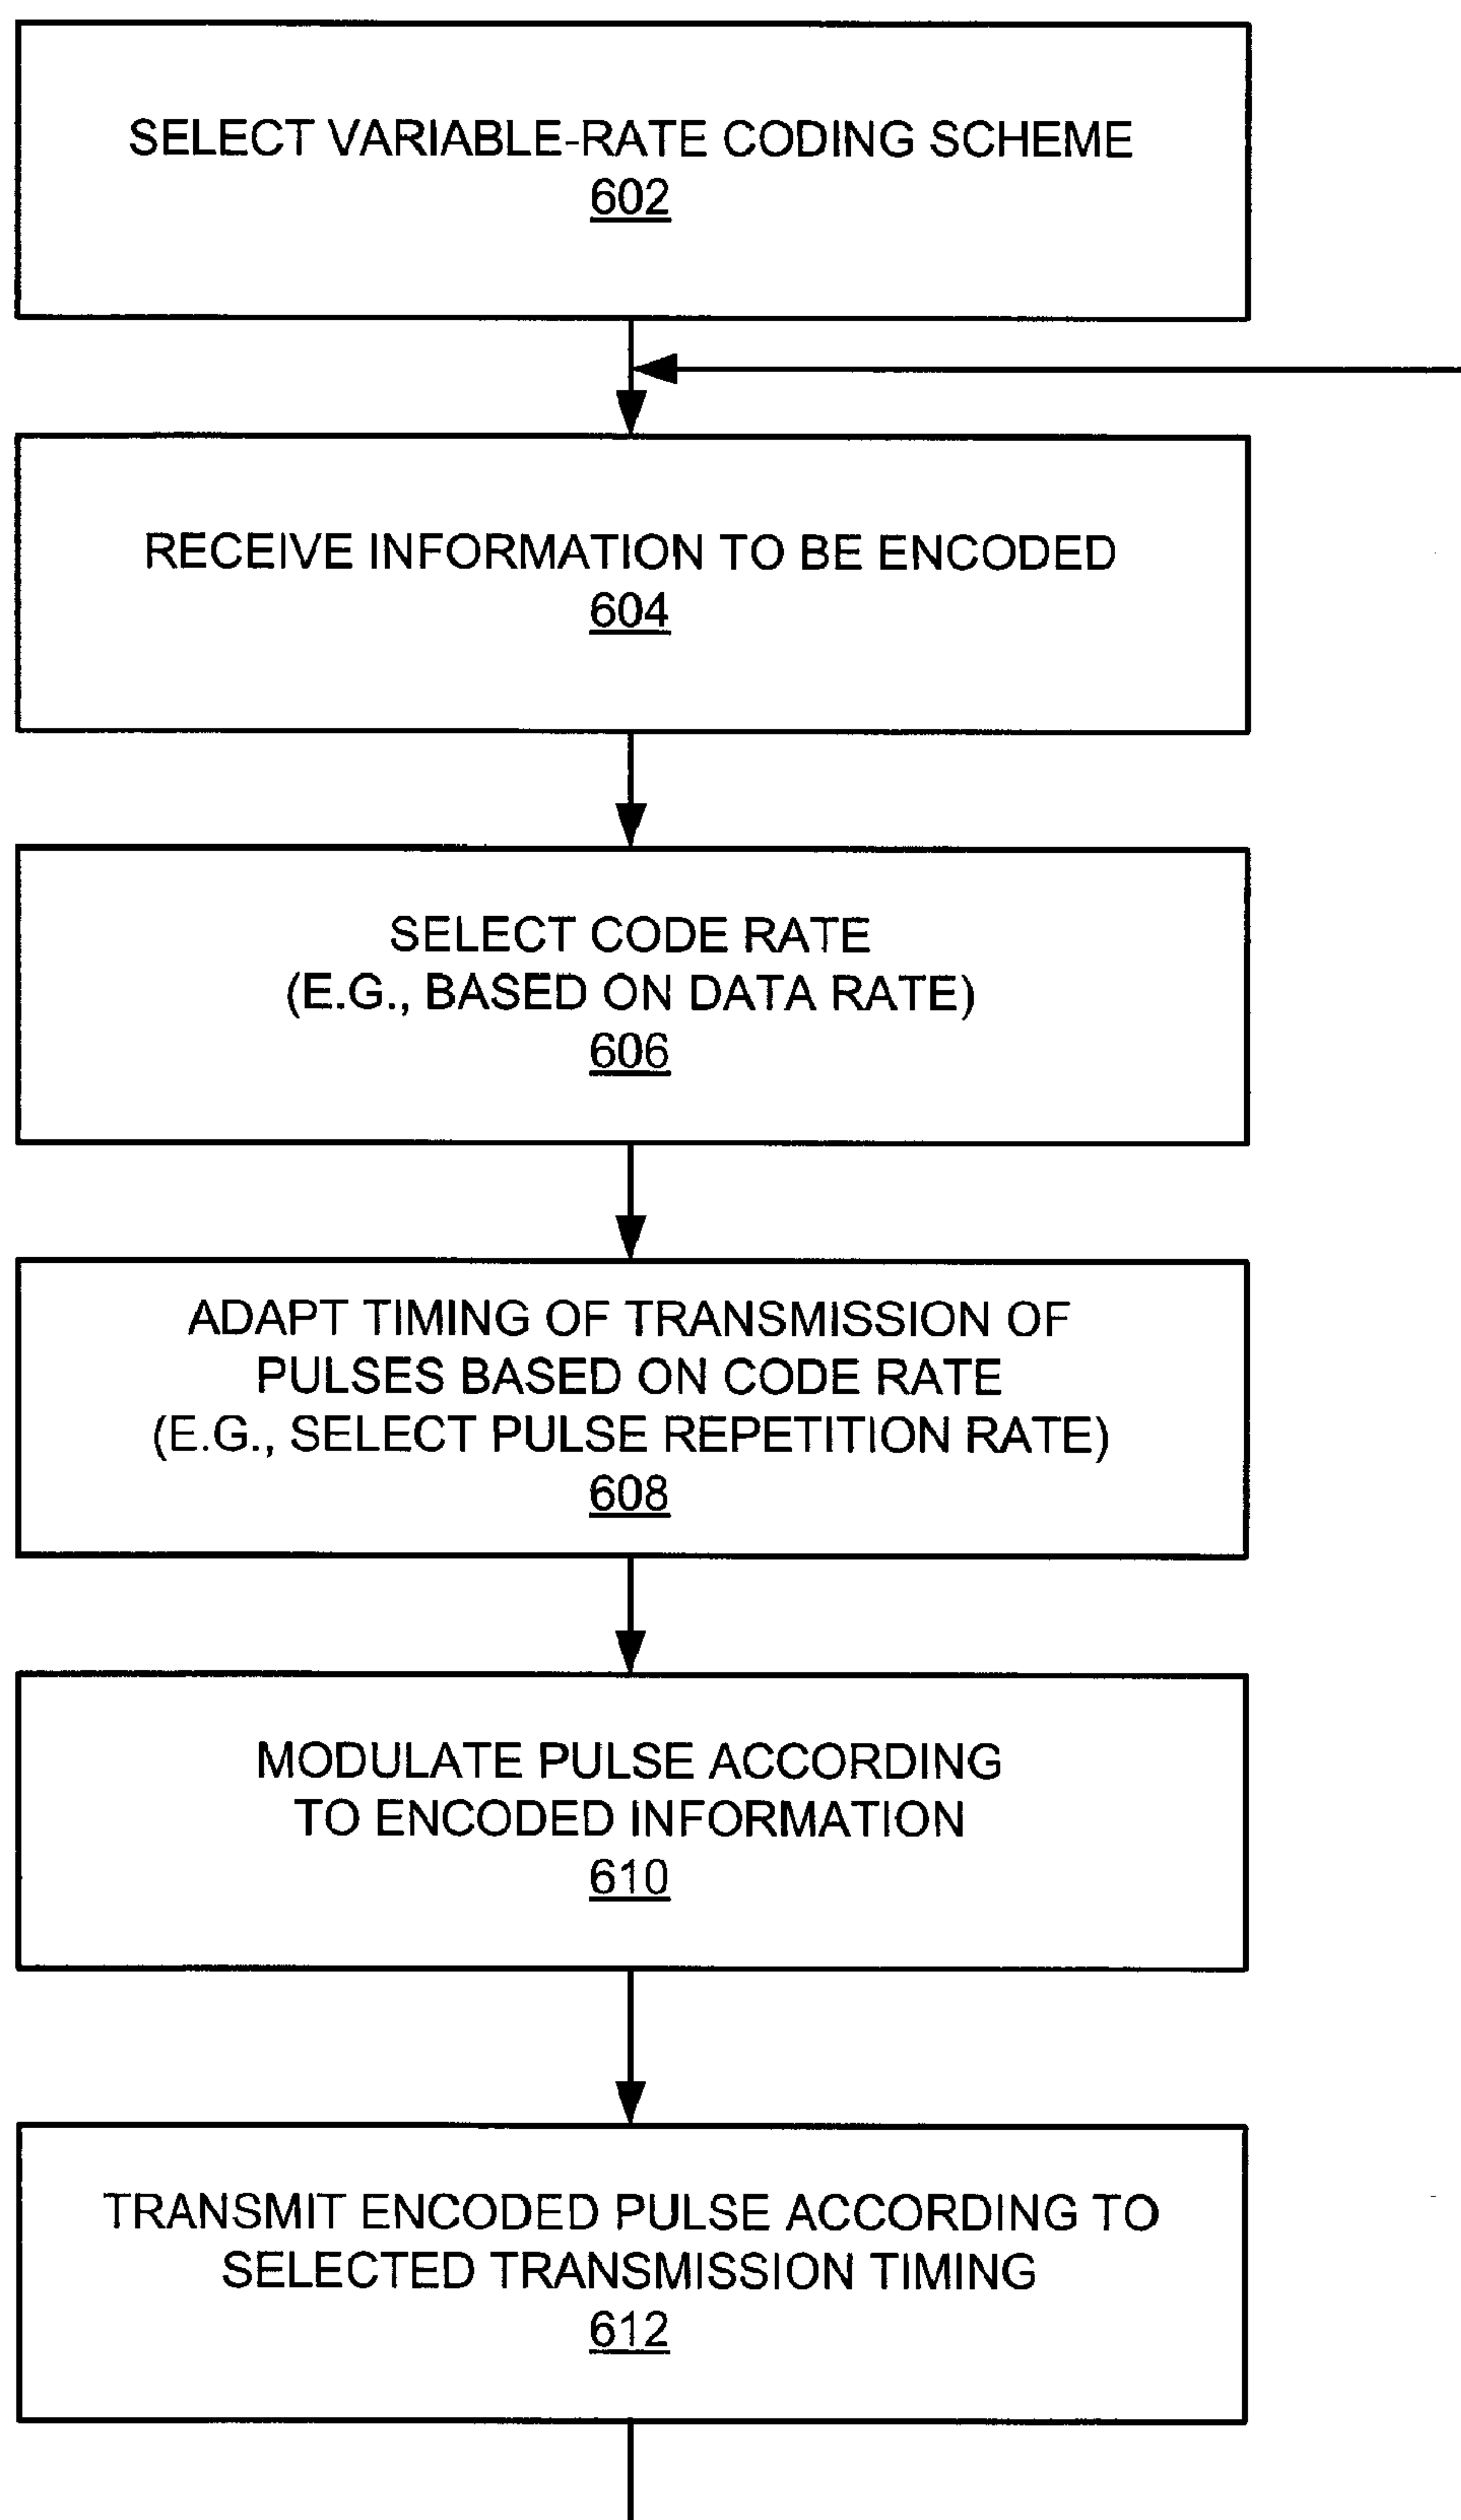 SELECT VARIABLE-RATE CODING SCHEME
602
RECEIVE INFORMATION TO BE ENCODED
604
SELECT CODE RATE
(E.G., BASED ON DATA RATE)
606
ADAPT TIMING OF TRANSMISSION OF
PULSES BASED ON CODE RATE
(E.G., SELECT PULSE REPETITION RATE)
608
MODULATE PULSE ACCORDING
TO ENCODED INFORMATION
610
TRANSMIT ENCODED PULSE ACCORDING TO
SELECTED TRANSMISSION TIMING
612